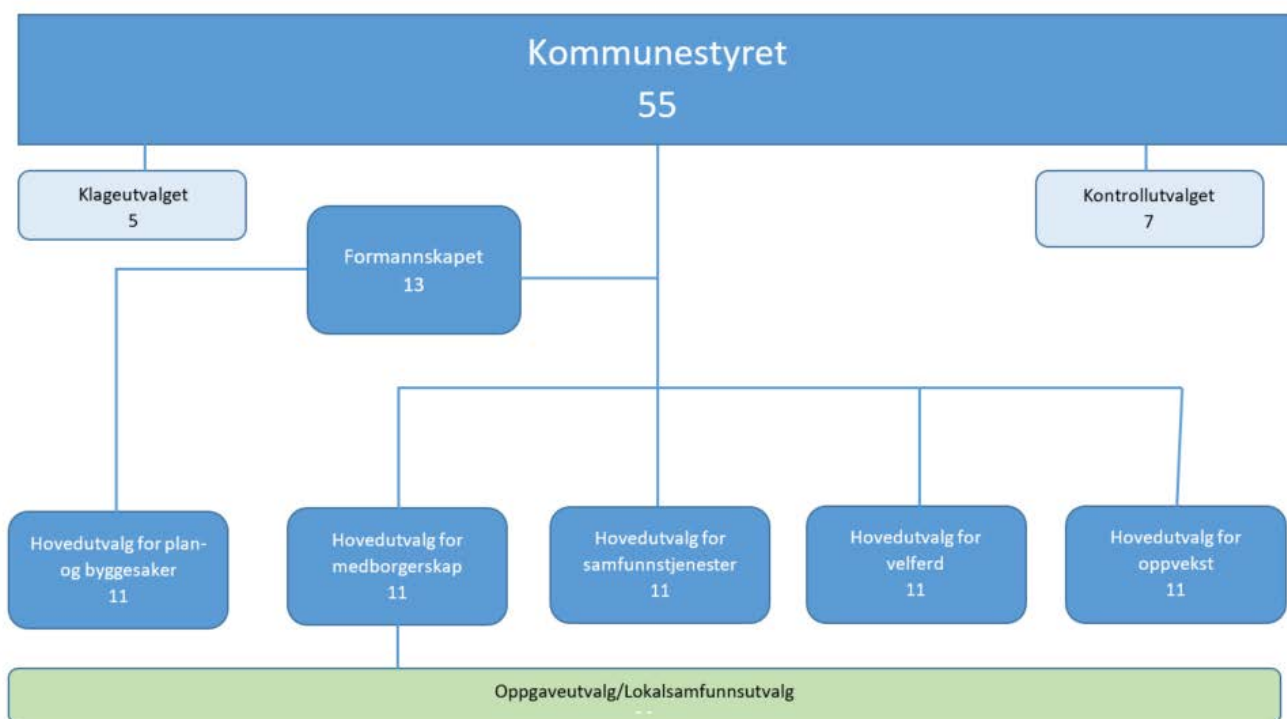 Kommunestyret
55
Klageutvalget
5
Kontrollutvalget
7
Formannskapet
13
Hovedutvalg for plan-
og byggesaker
11
Hovedutvalg for
medborgerskap
11
Hovedutvalg for
samfunnstjenester
11
Hovedutvalg for
velferd
11
Hovedutvalg for
oppvekst
11
Oppgaveutvalg/Lokalsamfunnsutvalg